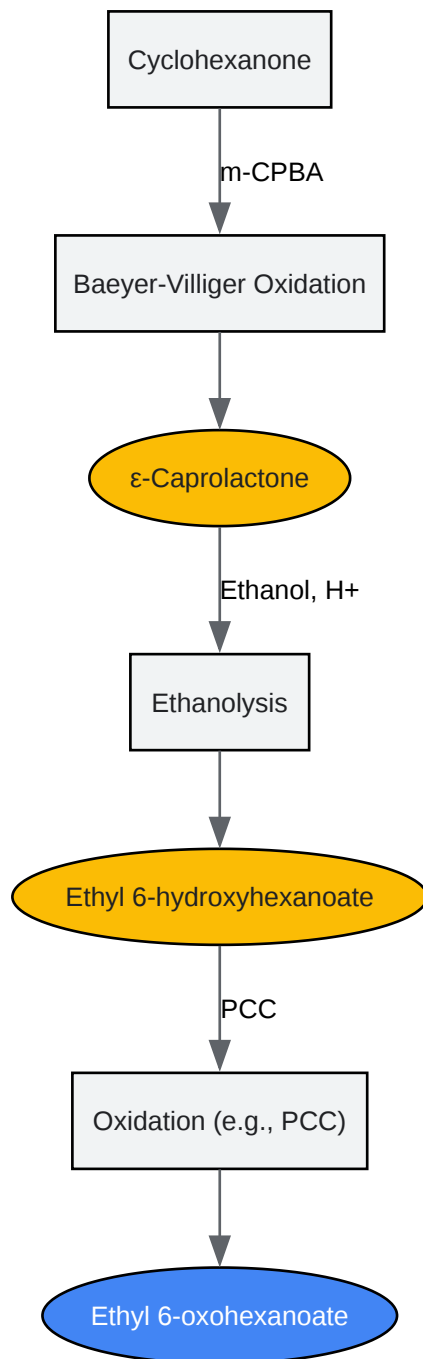 Cyclohexanone
m-CPBA
Baeyer-Villiger Oxidation
ε-Caprolactone
Ethanol, H+
Ethanolysis
Ethyl 6-hydroxyhexanoate
PCC
Oxidation (e.g., PCC)
Ethyl 6-oxohexanoate